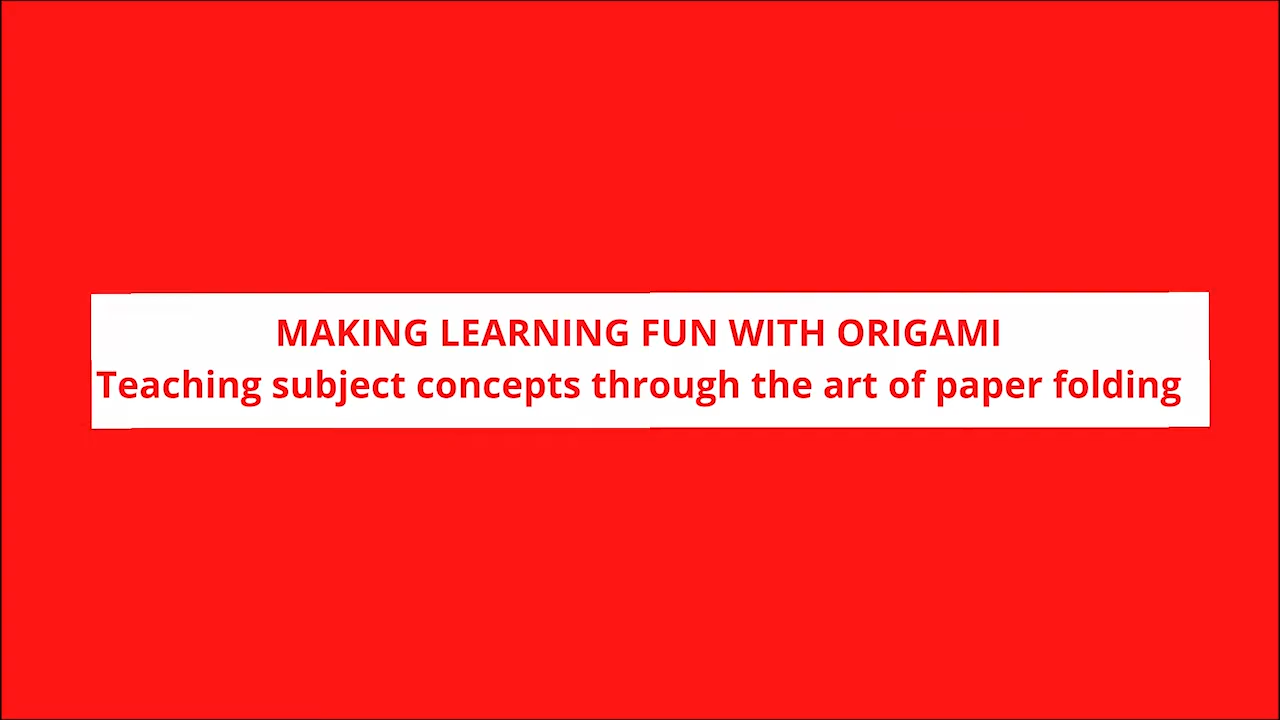 MAKING LEARNING FUN WITH ORIGAMI
Teaching subject concepts through the art of paper folding